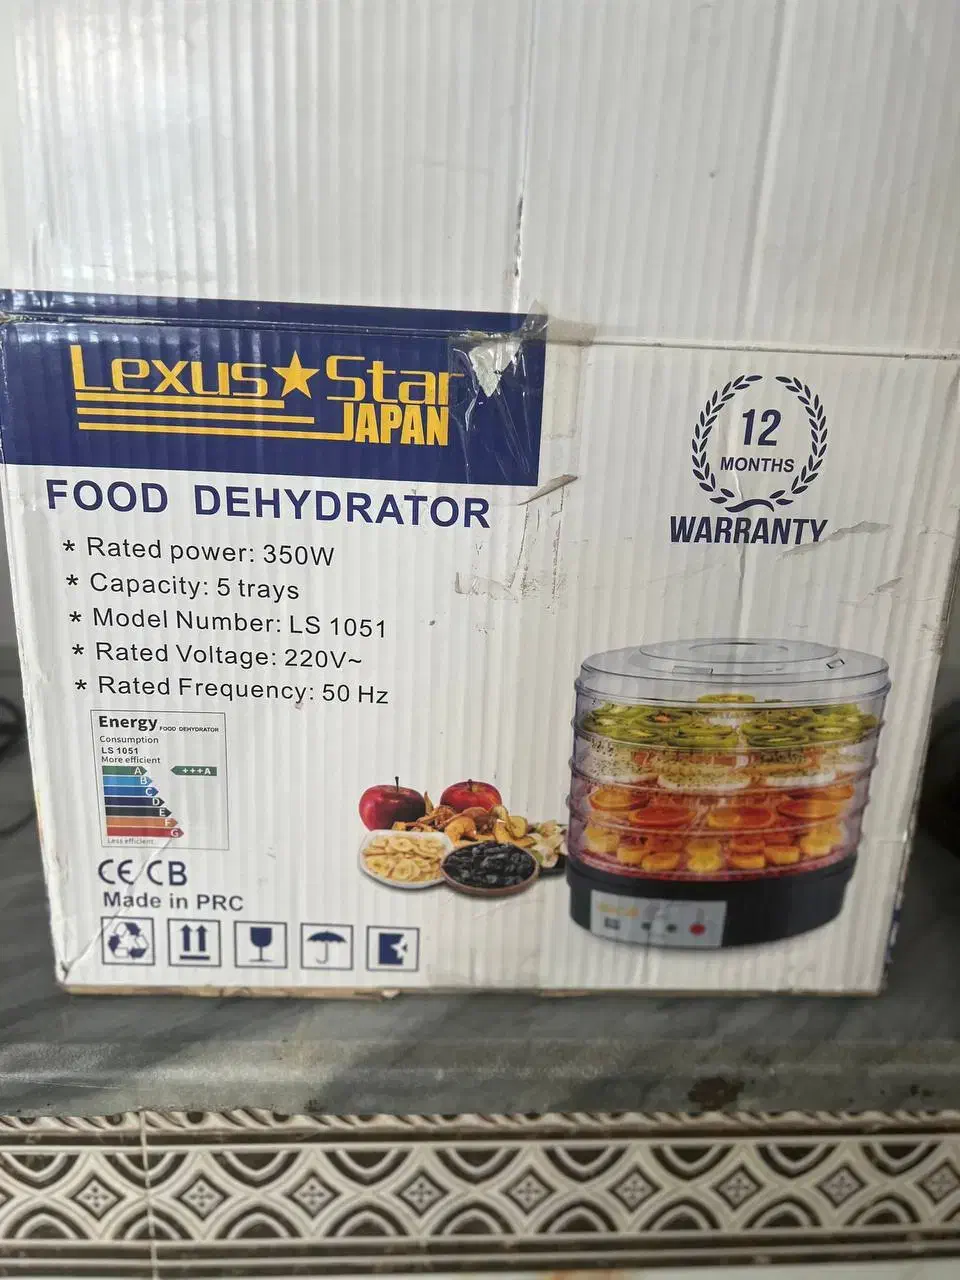 Lexus★Star
JAPAN
12
MONTHS
WARRANTY
FOOD DEHYDRATOR
* Rated power: 350W
* Capacity: 5 trays
* Model Number: LS 1051
* Rated Voltage: 220V~
* Rated Frequency: 50 Hz
Energy FOOD DEHYDRATOR
Consumption
LS 1051
More efficient
A +++A
B
C
D
E
F
G
Less efficient
CE CB
Made in PRC